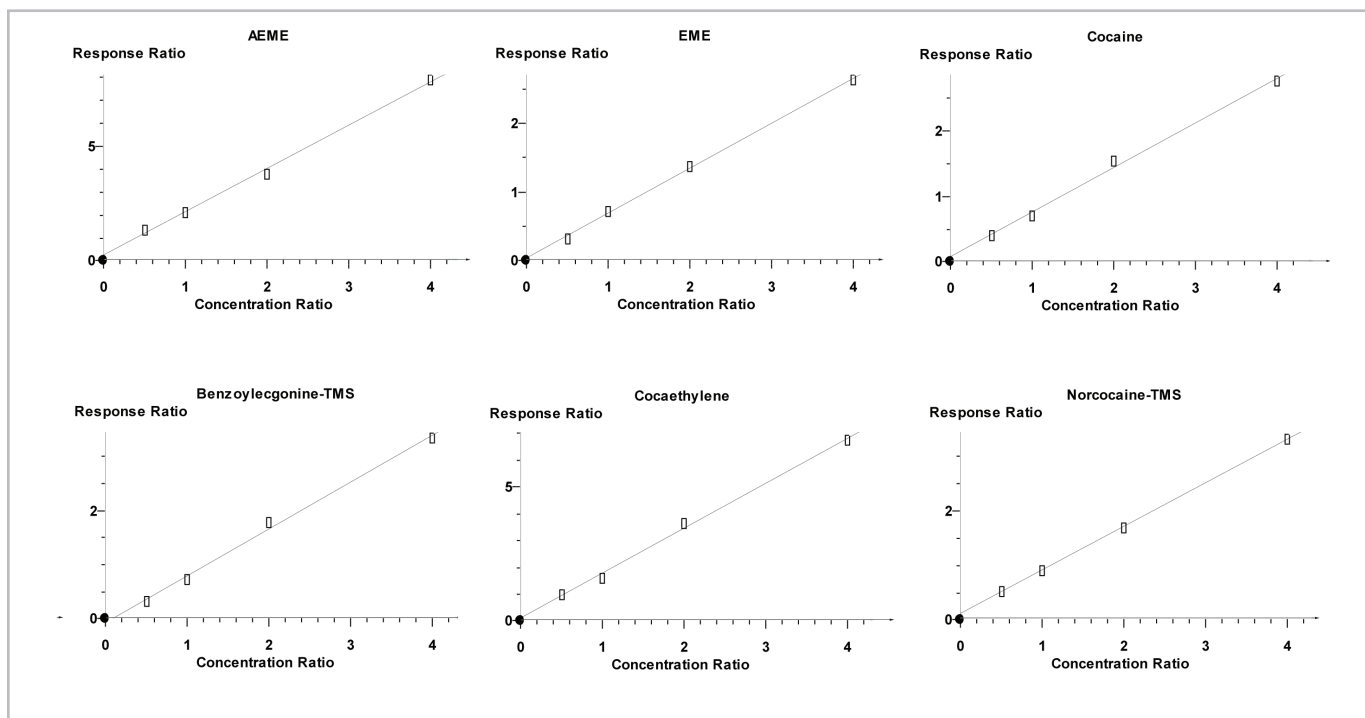 AEME
Response Ratio
5
0
0 1 2 3 4
Concentration Ratio
EME
Response Ratio
2
1
0
0 1 2 3 4
Concentration Ratio
Cocaine
Response Ratio
2
1
0
0 1 2 3 4
Concentration Ratio
Benzoylecgonine-TMS
Response Ratio
2
0
0 1 2 3 4
Concentration Ratio
Cocaethylene
Response Ratio
5
0
0 1 2 3 4
Concentration Ratio
Norcocaine-TMS
Response Ratio
2
0
0 1 2 3 4
Concentration Ratio